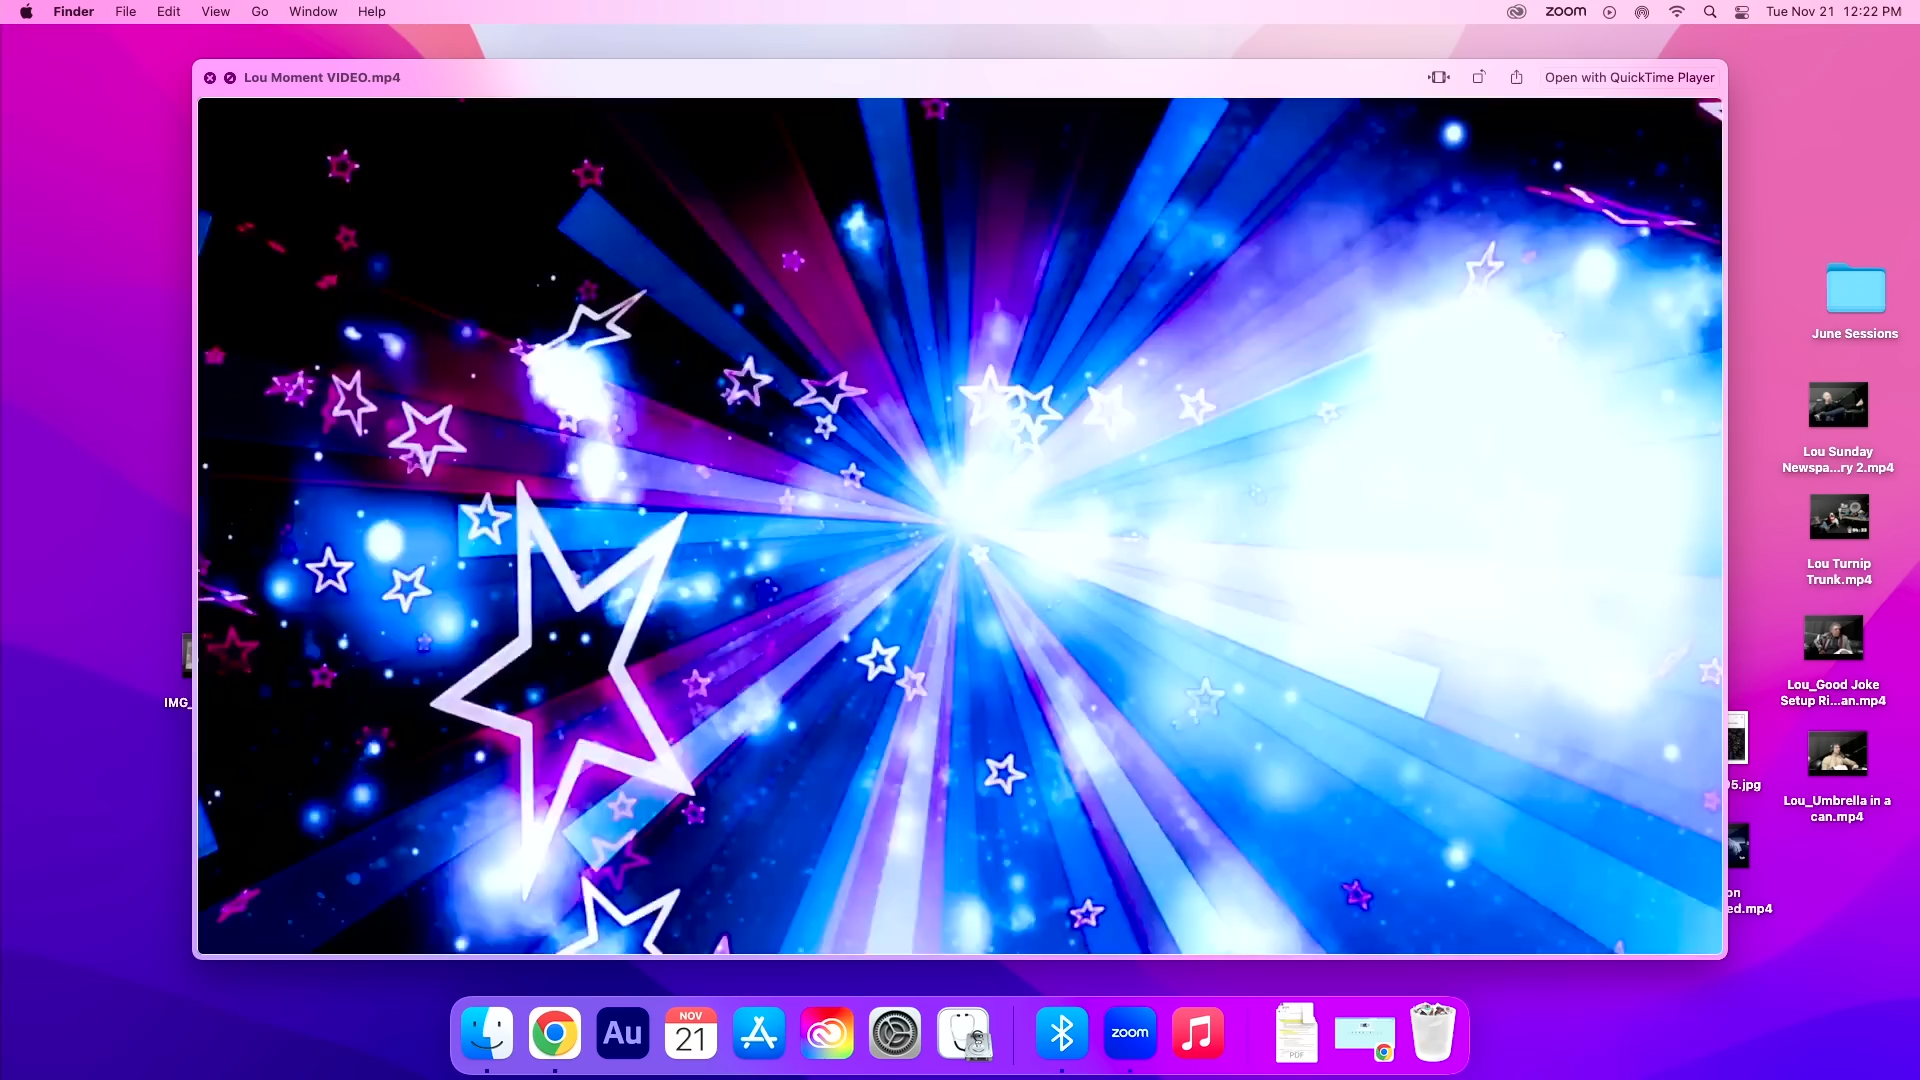 Finder File Edit View Go Window Help
zoom Tue Nov 21 12:22 PM
Lou Moment VIDEO.mp4
Open with QuickTime Player
June Sessions
Lou Sunday
Newspa...ry 2.mp4
Lou Turnip
Trunk.mp4
Lou_Good Joke
Setup Ri...an.mp4
IMG_
5.jpg
Lou_Umbrella in a
can.mp4
on
ed.mp4
Au
NOV
21
zoom
PDF